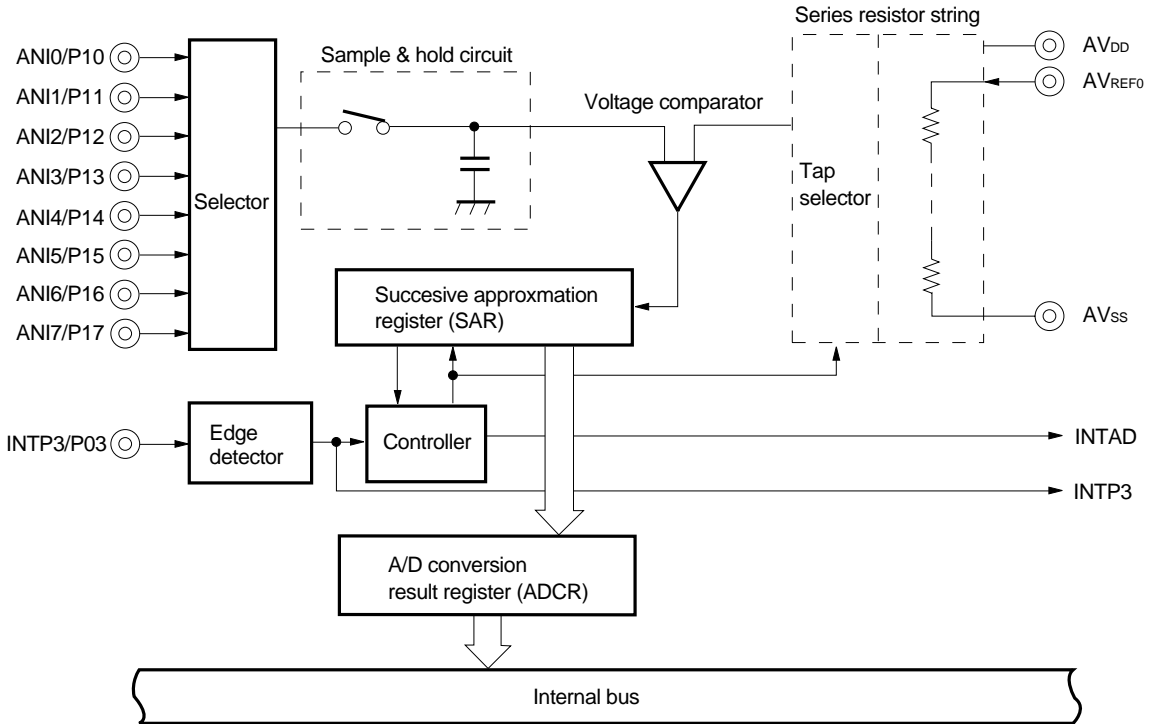 Series resistor string
ANI0/P10
ANI1/P11
ANI2/P12
ANI3/P13
ANI4/P14
ANI5/P15
ANI6/P16
ANI7/P17
Selector
Sample & hold circuit
Voltage comparator
Tap
selector
AVDD
AVREF0
AVSS
Succesive approxmation
register (SAR)
INTP3/P03
Edge
detector
Controller
INTAD
INTP3
A/D conversion
result register (ADCR)
Internal bus